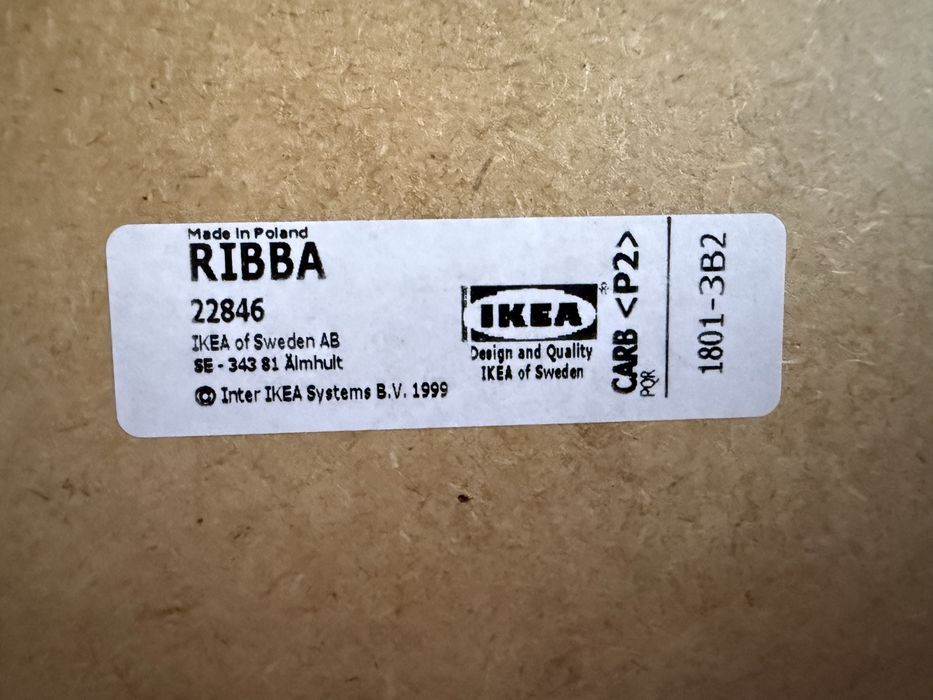 Made in Poland
RIBBA
22846
IKEA of Sweden AB
SE - 343 81 Älmhult
© Inter IKEA Systems B.V. 1999
IKEA
Design and Quality
IKEA of Sweden
CARB <P2>
PQR
1801-3B2